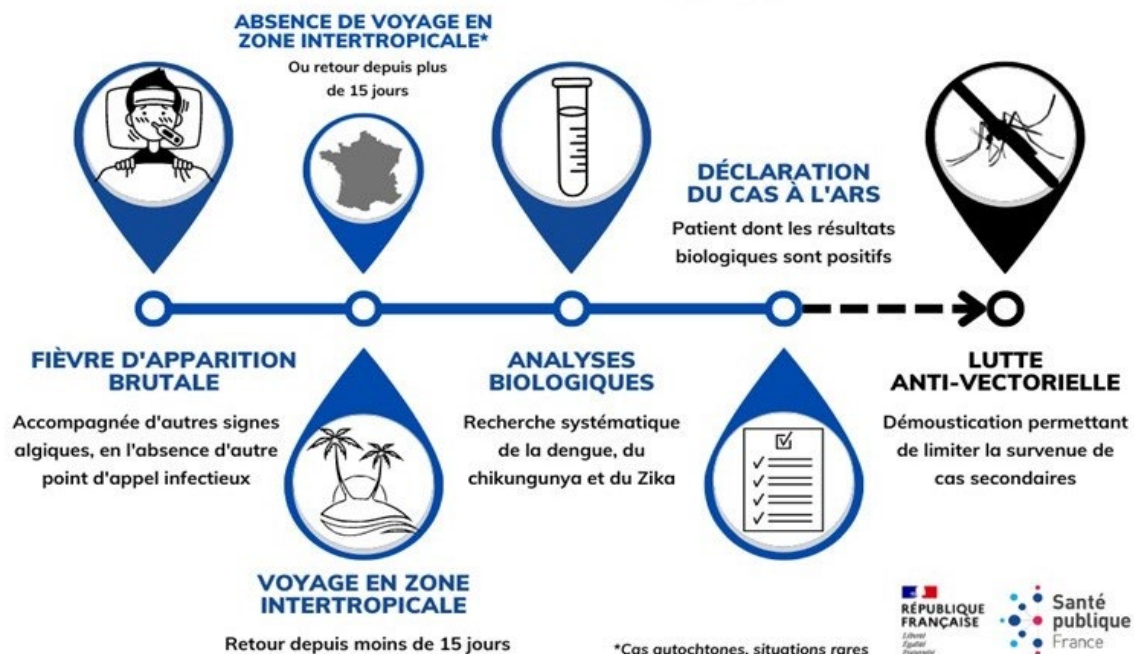 ABSENCE DE VOYAGE EN
ZONE INTERTROPICALE*
Ou retour depuis plus
de 15 jours
DÉCLARATION
DU CAS À L'ARS
Patient dont les résultats
biologiques sont positifs
FIÈVRE D'APPARITION
BRUTALE
Accompagnée d'autres signes
algiques, en l'absence d'autre
point d'appel infectieux
ANALYSES
BIOLOGIQUES
Recherche systématique
de la dengue, du
chikungunya et du Zika
LUTTE
ANTI-VECTORIELLE
Démoustication permettant
de limiter la survenue de
cas secondaires
VOYAGE EN ZONE
INTERTROPICALE
Retour depuis moins de 15 jours
*Cas autochtones, situations rares
RÉPUBLIQUE
FRANÇAISE
Liberté
Égalité
Fraternité
Santé
publique
France